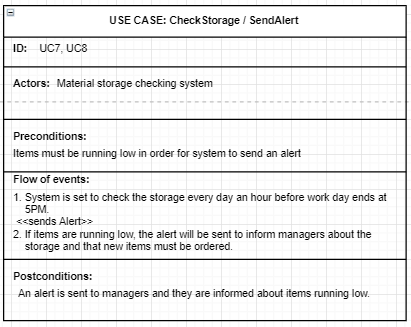 USE CASE: CheckStorage / SendAlert
ID: UC7, UC8
Actors: Material storage checking system
Preconditions:
Items must be running low in order for system to send an alert
Flow of events:
1. System is set to check the storage every day an hour before work day ends at
5PM.
<<sends Alert>>
2. If items are running low, the alert will be sent to inform managers about the
storage and that new items must be ordered.
Postconditions:
An alert is sent to managers and they are informed about items running low.